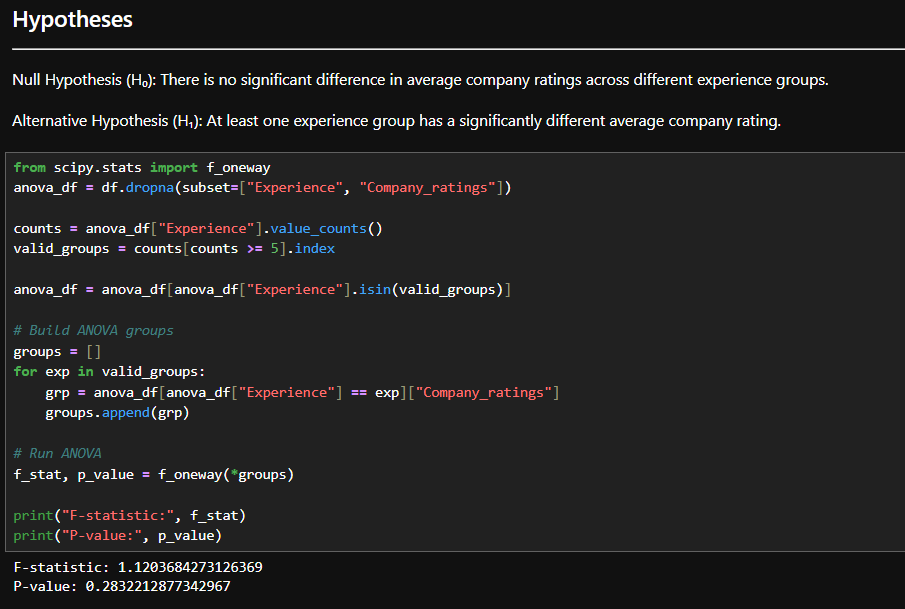 Hypotheses
Null Hypothesis (H₀): There is no significant difference in average company ratings across different experience groups.
Alternative Hypothesis (H₁): At least one experience group has a significantly different average company rating.
from scipy.stats import f_oneway
anova_df = df.dropna(subset=["Experience", "Company_ratings"])
counts = anova_df["Experience"].value_counts()
valid_groups = counts[counts >= 5].index
anova_df = anova_df[anova_df["Experience"].isin(valid_groups)]
# Build ANOVA groups
groups = []
for exp in valid_groups:
    grp = anova_df[anova_df["Experience"] == exp]["Company_ratings"]
    groups.append(grp)
# Run ANOVA
f_stat, p_value = f_oneway(*groups)
print("F-statistic:", f_stat)
print("P-value:", p_value)
F-statistic: 1.1203684273126369
P-value: 0.2832212877342967